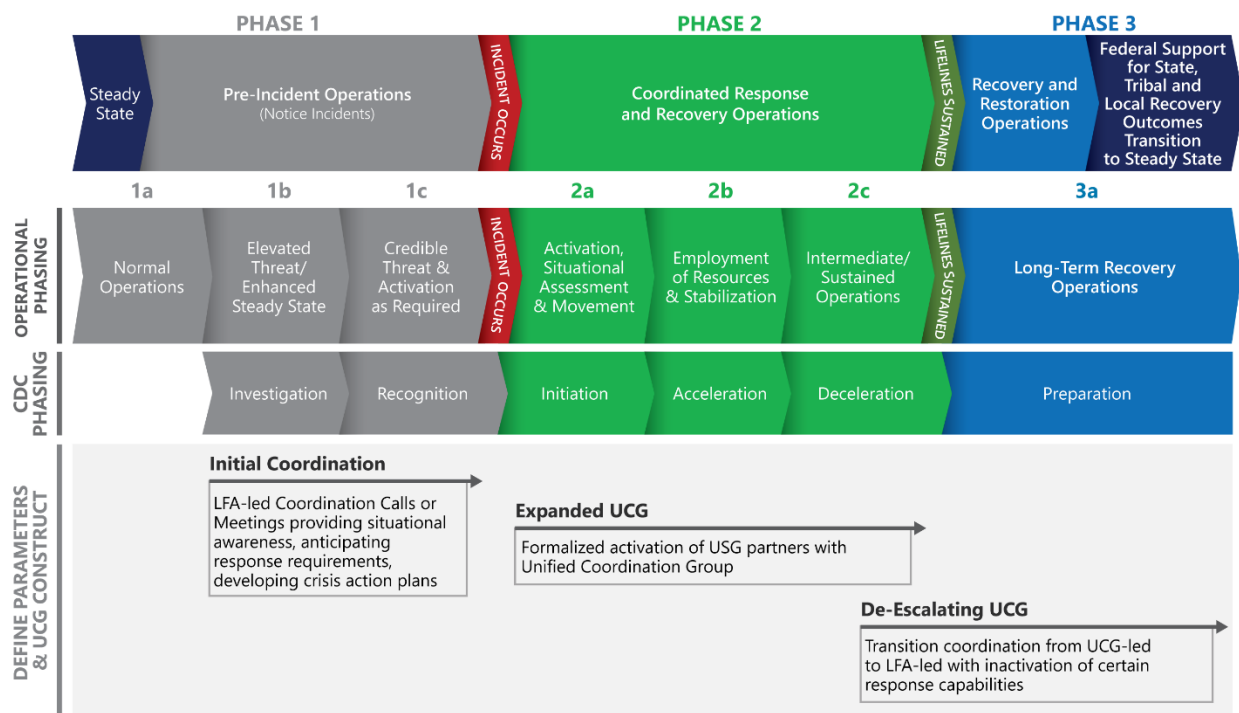 PHASE 1
PHASE 2
PHASE 3
Steady
State
Pre-Incident Operations
(Notice Incidents)
INCIDENT OCCURS
Coordinated Response
and Recovery Operations
LIFELINES SUSTAINED
Recovery and
Restoration
Operations
Federal Support
for State,
Tribal and
Local Recovery
Outcomes
Transition
to Steady State
1a
1b
1c
2a
2b
2c
3a
OPERATIONAL
PHASING
Normal
Operations
Elevated
Threat/
Enhanced
Steady State
Credible
Threat &
Activation
as Required
INCIDENT OCCURS
Activation,
Situational
Assessment
& Movement
Employment
of Resources
& Stabilization
Intermediate/
Sustained
Operations
LIFELINES SUSTAINED
Long-Term Recovery
Operations
CDC
PHASING
Investigation
Recognition
Initiation
Acceleration
Deceleration
Preparation
DEFINE PARAMETERS
& UCG CONSTRUCT
Initial Coordination
LFA-led Coordination Calls or
Meetings providing situational
awareness, anticipating
response requirements,
developing crisis action plans
Expanded UCG
Formalized activation of USG partners with
Unified Coordination Group
De-Escalating UCG
Transition coordination from UCG-led
to LFA-led with inactivation of certain
response capabilities